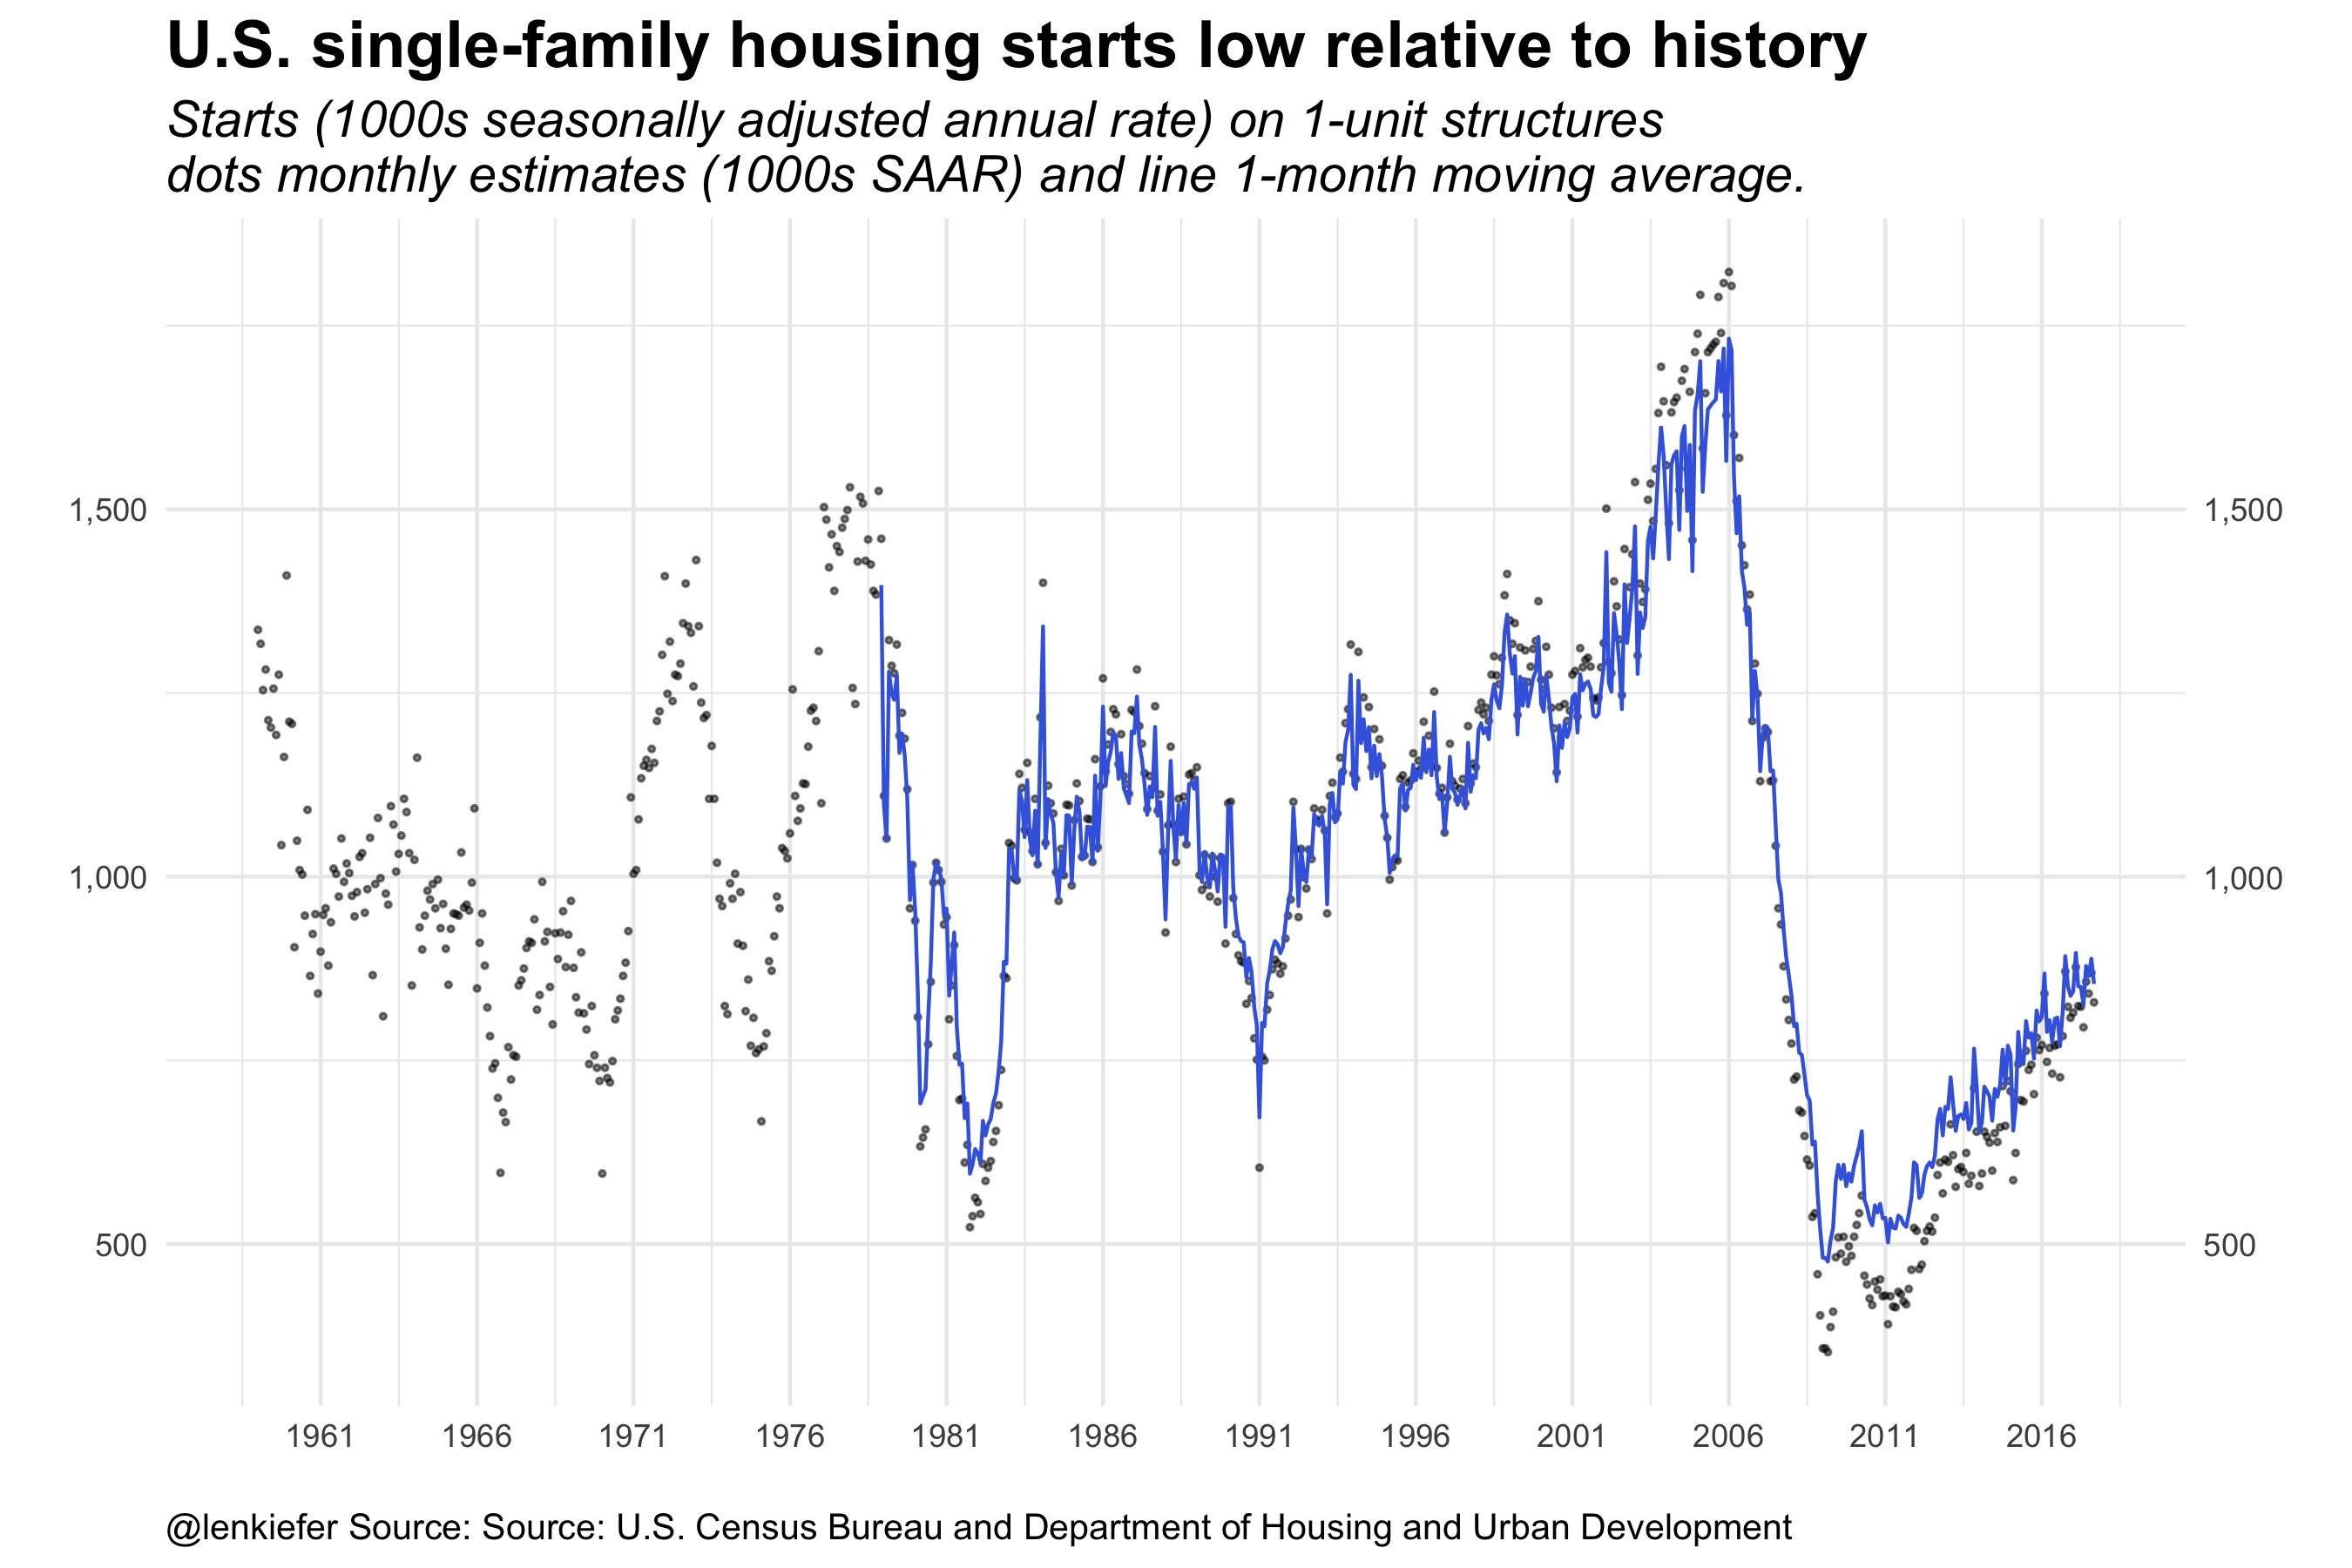 U.S. single-family housing starts low relative to history
Starts (1000s seasonally adjusted annual rate) on 1-unit structures
dots monthly estimates (1000s SAAR) and line 1-month moving average.
1,500
1,500
1,000
1,000
500
500
1961 1966 1971 1976 1981 1986 1991 1996 2001 2006 2011 2016
@lenkiefer Source: Source: U.S. Census Bureau and Department of Housing and Urban Development